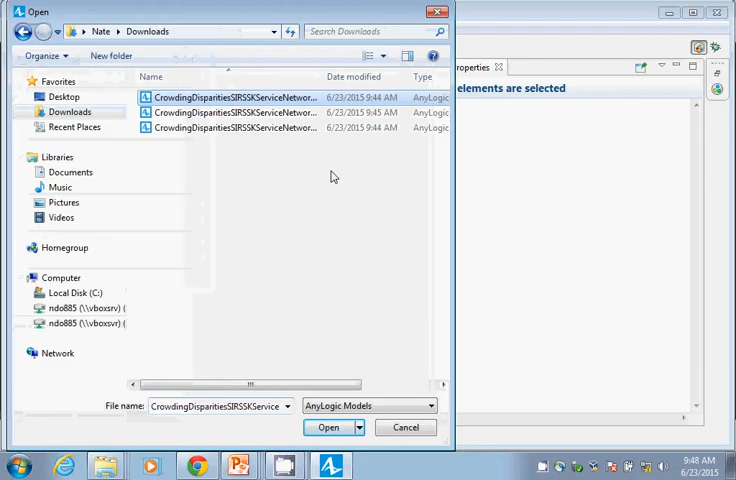 Open
Nate
Downloads
Search Downloads
Organize
New folder
Name
Date modified
Type
Favorites
Desktop
Downloads
Recent Places
Libraries
Documents
Music
Pictures
Videos
Homegroup
Computer
Local Disk (C:)
ndo885 (\\vboxsrv) (
ndo885 (\\vboxsvr) (
Network
CrowdingDisparitiesSIRSSKServiceNetwor... 6/23/2015 9:44 AM AnyLogic
CrowdingDisparitiesSIRSSKServiceNetwor... 6/23/2015 9:45 AM AnyLogic
CrowdingDisparitiesSIRSSKServiceNetwor... 6/23/2015 9:44 AM AnyLogic
File name: CrowdingDisparitiesSIRSSKService
AnyLogic Models
Open
Cancel
roperties
elements are selected
9:48 AM
6/23/2015